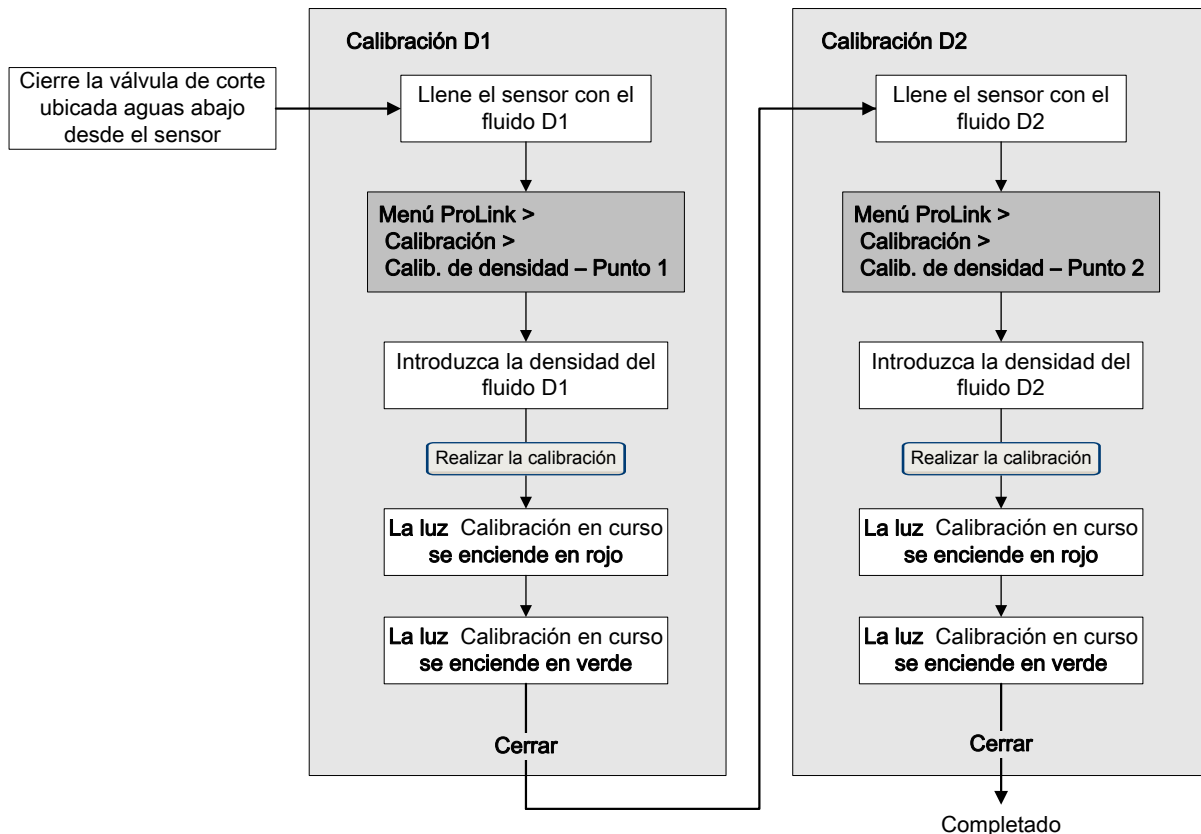 Cierre la válvula de corte
ubicada aguas abajo
desde el sensor
Calibración D1
Llene el sensor con el
fluido D1
Menú ProLink >
Calibración >
Calib. de densidad – Punto 1
Introduzca la densidad del
fluido D1
Realizar la calibración
La luz Calibración en curso
se enciende en rojo
La luz Calibración en curso
se enciende en verde
Cerrar
Calibración D2
Llene el sensor con el
fluido D2
Menú ProLink >
Calibración >
Calib. de densidad – Punto 2
Introduzca la densidad del
fluido D2
Realizar la calibración
La luz Calibración en curso
se enciende en rojo
La luz Calibración en curso
se enciende en verde
Cerrar
Completado